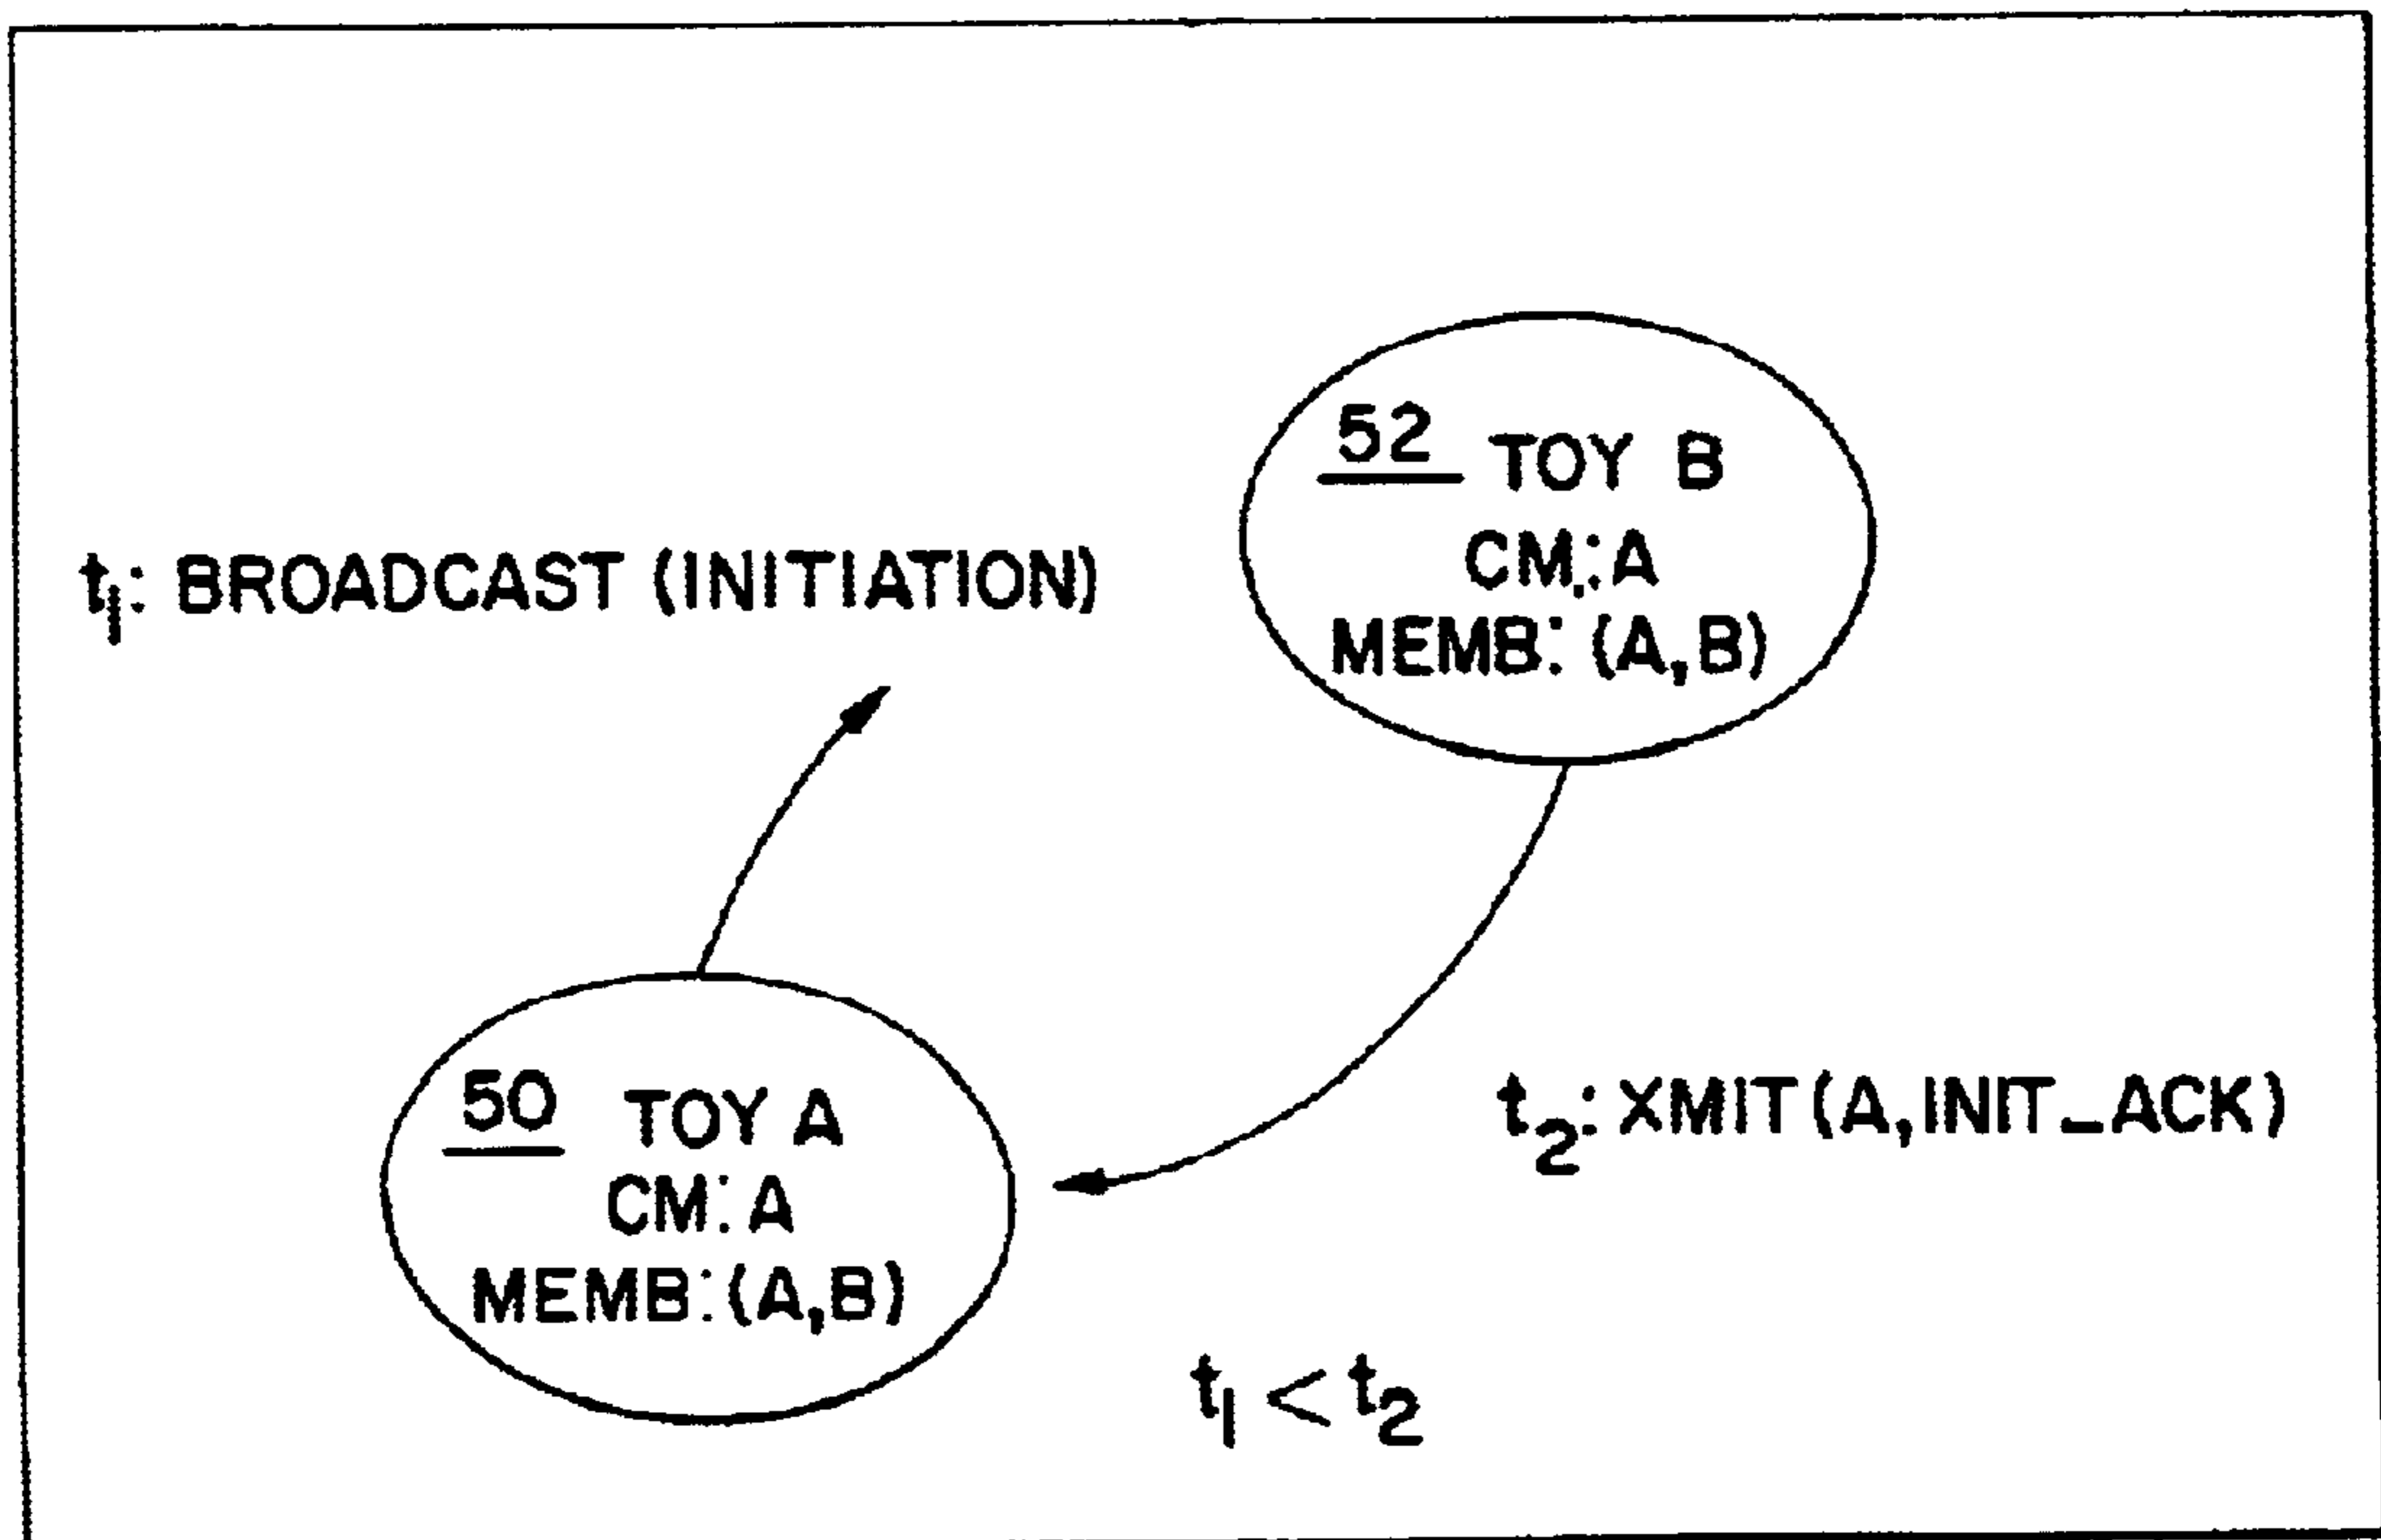 52 TOY B
CM:A
MEMB: (A,B)
t₁: BROADCAST (INITIATION)
50 TOY A
CM:A
MEMB:(A,B)
t₂: XMIT(A,INIT_ACK)
t₁ < t₂